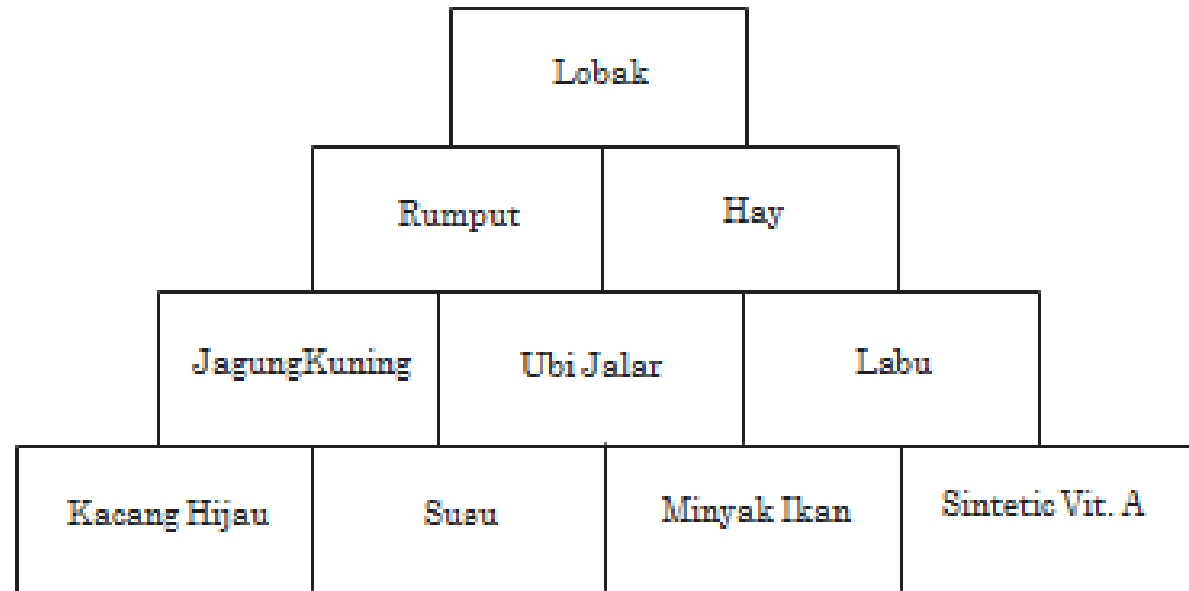 Lobak
Rumput Hay
JagungKuning Ubi Jalar Labu
Kacang Hijau Susu Minyak Ikan Sintetic Vit. A